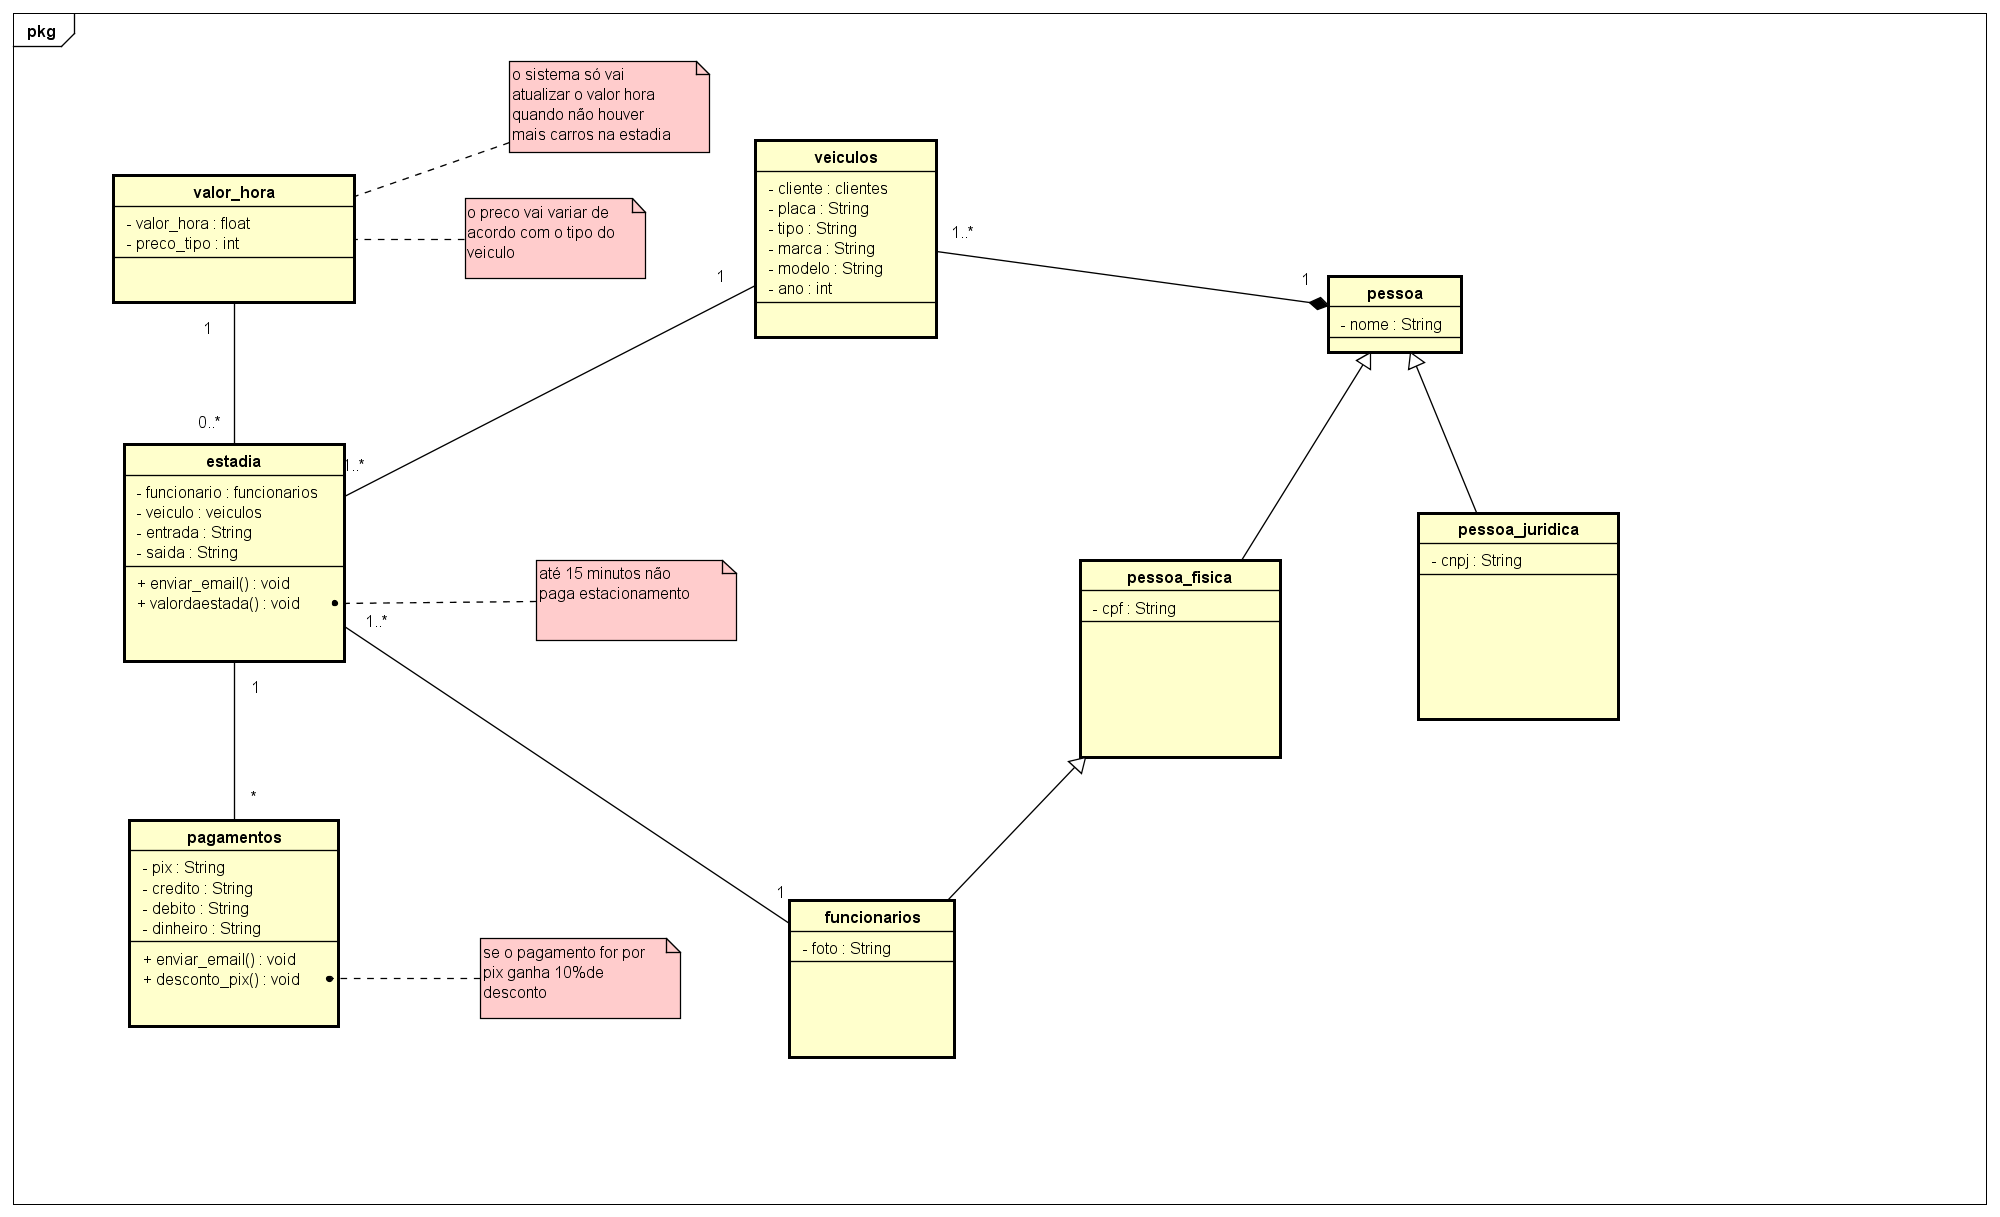 pkg
o sistema só vai
atualizar o valor hora
quando não houver
mais carros na estadia
valor_hora
- valor_hora : float
- preco_tipo : int
o preco vai variar de
acordo com o tipo do
veiculo
veiculos
- cliente : clientes
- placa : String
- tipo : String
- marca : String
- modelo : String
- ano : int
1..*
1
pessoa
- nome : String
1
1
0..*
1..*
estadia
- funcionario : funcionarios
- veiculo : veiculos
- entrada : String
- saida : String
+ enviar_email() : void
+ valordaestada() : void
até 15 minutos não
paga estacionamento
1..*
1
pessoa_fisica
- cpf : String
pessoa_juridica
- cnpj : String
*
pagamentos
- pix : String
- credito : String
- debito : String
- dinheiro : String
+ enviar_email() : void
+ desconto_pix() : void
se o pagamento for por
pix ganha 10%de
desconto
1
funcionarios
- foto : String